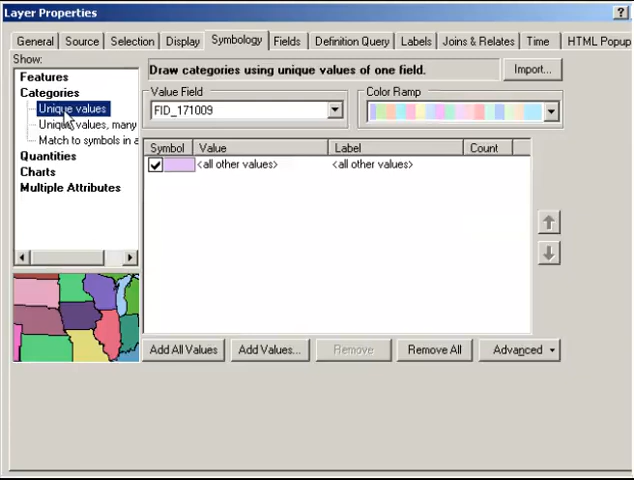 Layer Properties
?
General Source Selection Display Symbology Fields Definition Query Labels Joins & Relates Time HTML Popup
Show:
Features
Categories
Unique values
Unique values, many
Match to symbols in a
Quantities
Charts
Multiple Attributes
Draw categories using unique values of one field.
Import...
Value Field
FID_171009
Color Ramp
Symbol Value Label Count
<all other values> <all other values>
Add All Values Add Values... Remove Remove All Advanced